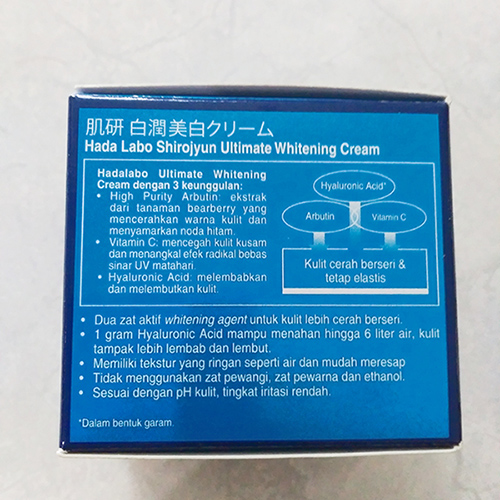 肌研 白潤美白クリーム
Hada Labo Shirojyun Ultimate Whitening Cream
Hadalabo Ultimate Whitening
Cream dengan 3 keunggulan:
• High Purity Arbutin: ekstrak
dari tanaman bearberry yang
mencerahkan warna kulit dan
menyamarkan noda hitam.
• Vitamin C: mencegah kulit kusam
dan menangkal efek radikal bebas
sinar UV matahari
• Hyaluronic Acid: melembabkan
dan melembutkan kulit.
Hyaluronic Acid*
Arbutin
Vitamin C
Kulit cerah berseri &
tetap elastis
• Dua zat aktif whitening agent untuk kulit lebih cerah berseri.
• 1 gram Hyaluronic Acid mampu menahan hingga 6 liter air, kulit
tampak lebih lembab dan lembut.
• Memiliki tekstur yang ringan seperti air dan mudah meresap
• Tidak menggunakan zat pewangi, zat pewarna dan ethanol.
• Sesuai dengan pH kulit, tingkat iritasi rendah.
*Dalam bentuk garam.